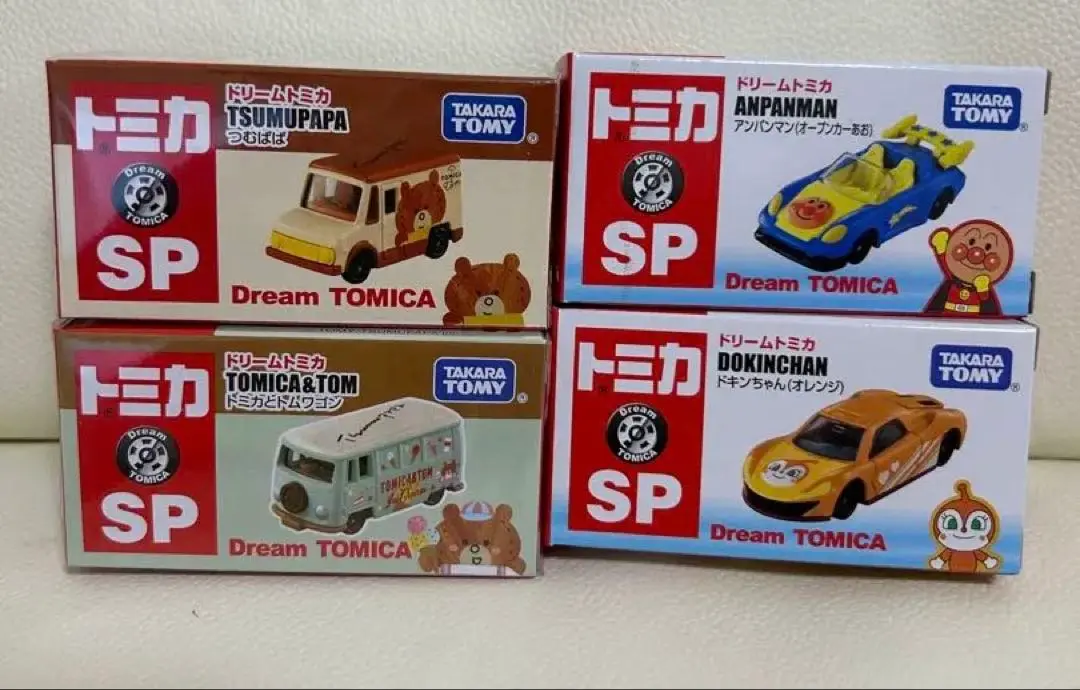 トミカ
Dream
TOMICA
SP
ドリームトミカ
TSUMUPAPA
つむぱぱ
TAKARA
TOMY
®
Dream TOMICA
トミカ
Dream
TOMICA
SP
ドリームトミカ
ANPANMAN
アンパンマン(オープンカーあお)
TAKARA
TOMY
®
Dream TOMICA
トミカ
Dream
TOMICA
SP
ドリームトミカ
TOMICA&TOM
トミカとトムワゴン
TAKARA
TOMY
®
TOMICA&TOM
Dream TOMICA
トミカ
Dream
TOMICA
SP
ドリームトミカ
DOKINCHAN
ドキンちゃん(オレンジ)
TAKARA
TOMY
®
Dream TOMICA